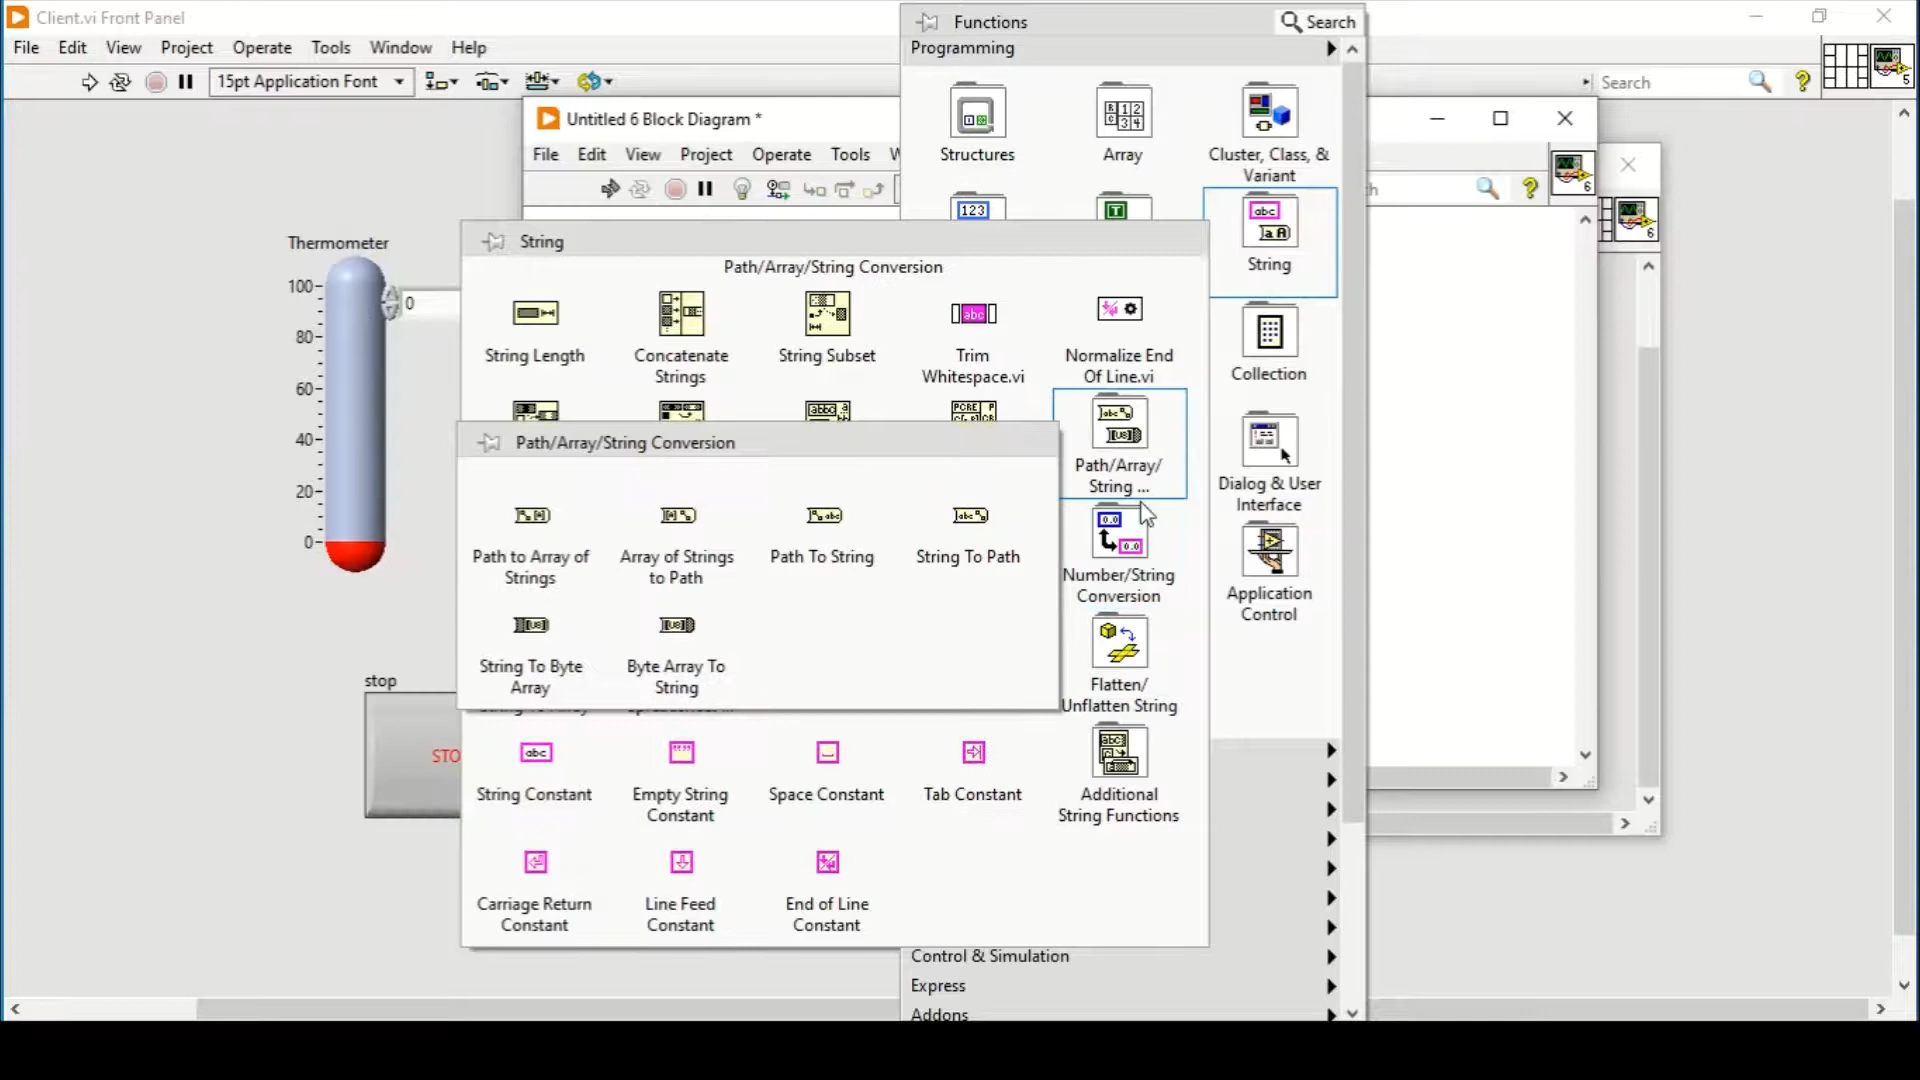 Client.vi Front Panel
File Edit View Project Operate Tools Window Help
15pt Application Font
Search
5
Functions
Search
Programming
Structures
Array
Cluster, Class, &
Variant
String
Collection
Dialog & User
Interface
Application
Control
Control & Simulation
Express
Addons
Untitled 6 Block Diagram *
File Edit View Project Operate Tools W
6
6
String
Path/Array/String Conversion
String Length
Concatenate
Strings
String Subset
Trim
Whitespace.vi
Normalize End
Of Line.vi
Path/Array/
String ...
Number/String
Conversion
Flatten/
Unflatten String
Additional
String Functions
Path/Array/String Conversion
Path to Array of
Strings
Array of Strings
to Path
Path To String
String To Path
String To Byte
Array
Byte Array To
String
String Constant
Empty String
Constant
Space Constant
Tab Constant
Carriage Return
Constant
Line Feed
Constant
End of Line
Constant
Thermometer
100
80
60
40
20
0
0
stop
STO